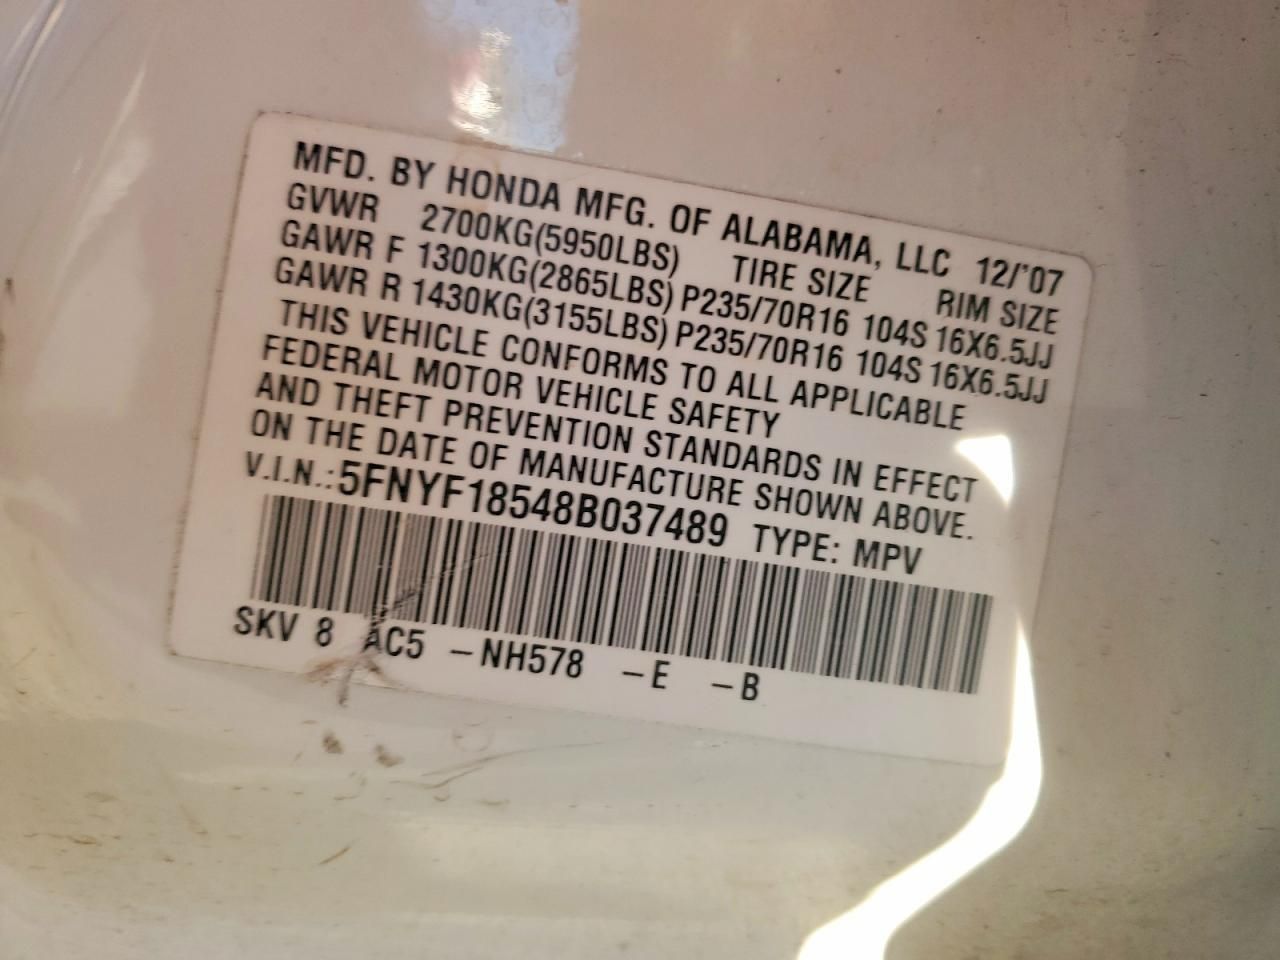 MFD. BY HONDA MFG. OF ALABAMA, LLC 12/'07
GVWR 2700KG(5950LBS) TIRE SIZE RIM SIZE
GAWR F 1300KG(2865LBS) P235/70R16 104S 16X6.5JJ
GAWR R 1430KG(3155LBS) P235/70R16 104S 16X6.5JJ
THIS VEHICLE CONFORMS TO ALL APPLICABLE
FEDERAL MOTOR VEHICLE SAFETY
AND THEFT PREVENTION STANDARDS IN EFFECT
ON THE DATE OF MANUFACTURE SHOWN ABOVE.
V.I.N.:5FNYF18548B037489 TYPE: MPV
SKV 8 AC5 -NH578 -E -B